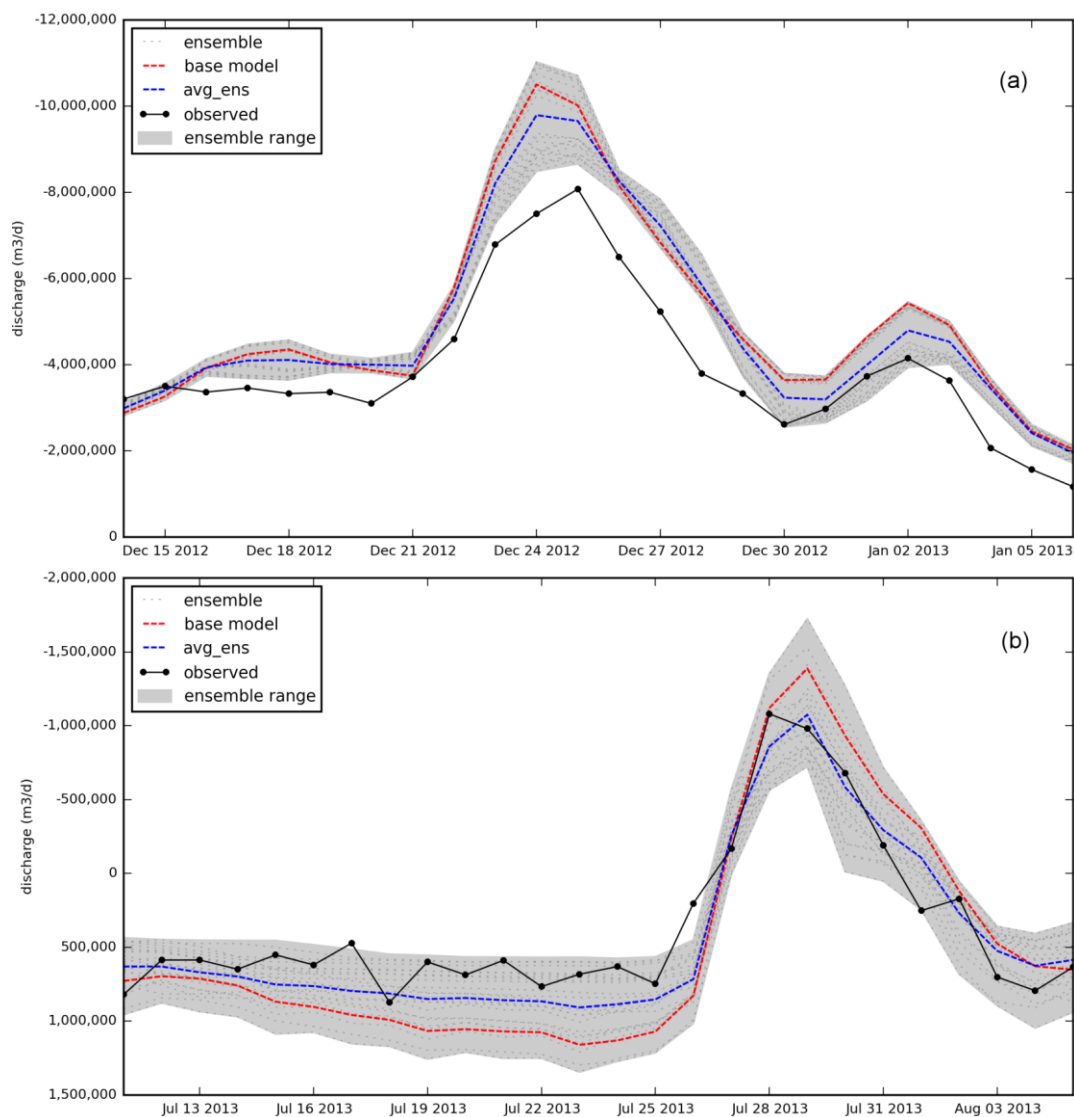 -12,000,000
ensemble
base model
avg_ens
observed
ensemble range
(a)
-10,000,000
-8,000,000
-6,000,000
-4,000,000
-2,000,000
0
discharge (m3/d)
Dec 15 2012 Dec 18 2012 Dec 21 2012 Dec 24 2012 Dec 27 2012 Dec 30 2012 Jan 02 2013 Jan 05 2013
-2,000,000
ensemble
base model
avg_ens
observed
ensemble range
(b)
-1,500,000
-1,000,000
-500,000
0
500,000
1,000,000
1,500,000
discharge (m3/d)
Jul 13 2013 Jul 16 2013 Jul 19 2013 Jul 22 2013 Jul 25 2013 Jul 28 2013 Jul 31 2013 Aug 03 2013